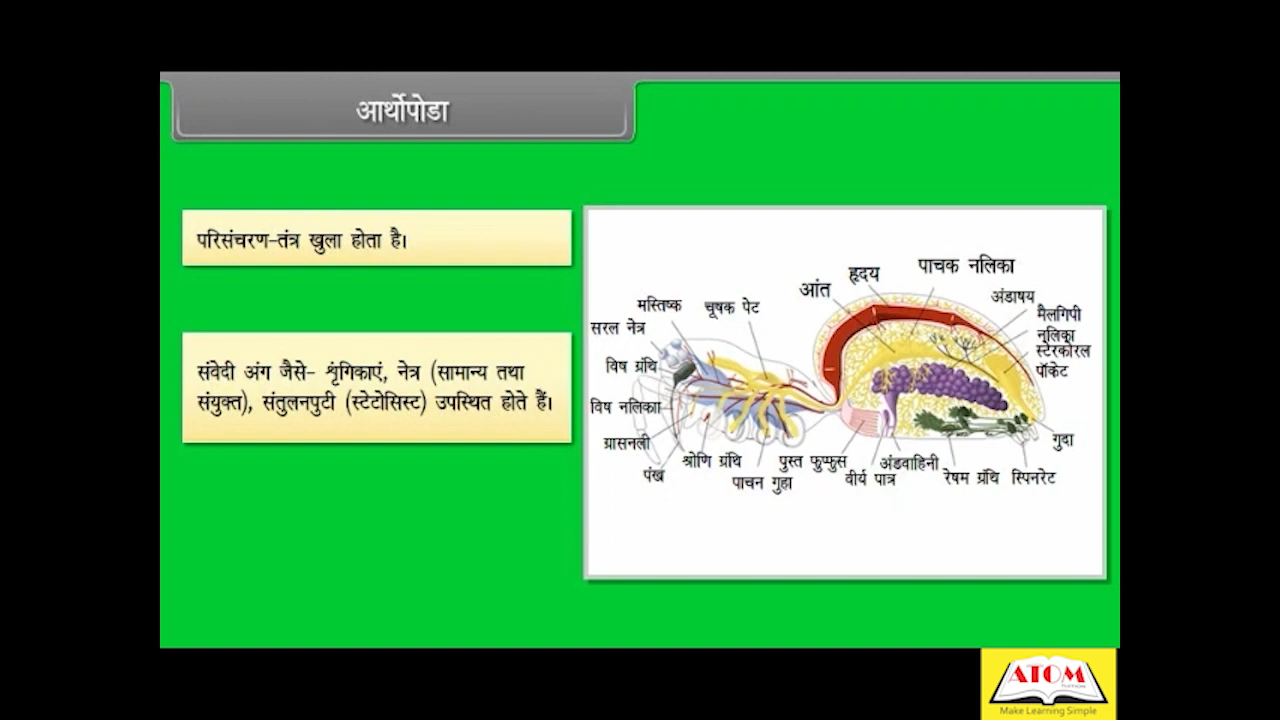 आर्थोपोडा
परिसंचरण-तंत्र खुला होता है।
संवेदी अंग जैसे- शृंगिकाएं, नेत्र (सामान्य तथा
संयुक्त), संतुलनपुटी (स्टेटोसिस्ट) उपस्थित होते हैं।
पाचक नलिका
हृदय
आंत
अंडाषय
मस्तिष्क
चूषक पेट
मैलगिपी
नलिका
सरल नेत्र
स्टेरकोरल
पॉकेट
विष ग्रंथि
विष नलिकाा
ग्रासनली
गुदा
श्रोणि ग्रंथि
पुस्त फुप्फुस
अंडवाहिनी
पंख
पाचन गुहा
वीर्य पात्र
रेषम ग्रंथि
स्पिनरेट
ATOM
Make Learning Simple